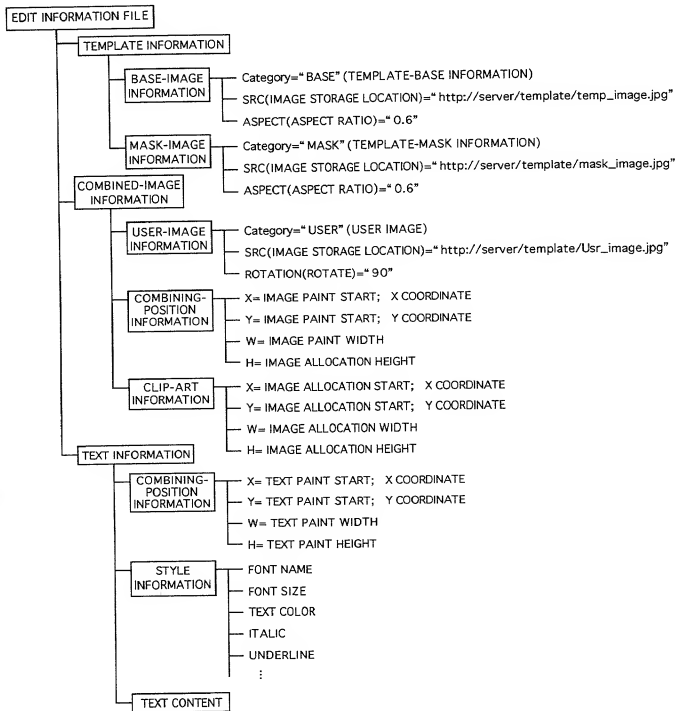 EDIT INFORMATION FILE
TEMPLATE INFORMATION
BASE-IMAGE
INFORMATION
Category="BASE" (TEMPLATE-BASE INFORMATION)
SRC(IMAGE STORAGE LOCATION)="http://server/template/temp_image.jpg"
ASPECT(ASPECT RATIO)="0.6"
MASK-IMAGE
INFORMATION
Category="MASK" (TEMPLATE-MASK INFORMATION)
SRC(IMAGE STORAGE LOCATION)="http://server/template/mask_image.jpg"
ASPECT(ASPECT RATIO)="0.6"
COMBINED-IMAGE
INFORMATION
USER-IMAGE
INFORMATION
Category="USER" (USER IMAGE)
SRC(IMAGE STORAGE LOCATION)="http://server/template/Usr_image.jpg"
ROTATION(ROTATE)="90"
COMBINING-
POSITION
INFORMATION
X= IMAGE PAINT START; X COORDINATE
Y= IMAGE PAINT START; Y COORDINATE
W= IMAGE PAINT WIDTH
H= IMAGE ALLOCATION HEIGHT
CLIP-ART
INFORMATION
X= IMAGE ALLOCATION START; X COORDINATE
Y= IMAGE ALLOCATION START; Y COORDINATE
W= IMAGE ALLOCATION WIDTH
H= IMAGE ALLOCATION HEIGHT
TEXT INFORMATION
COMBINING-
POSITION
INFORMATION
X= TEXT PAINT START; X COORDINATE
Y= TEXT PAINT START; Y COORDINATE
W= TEXT PAINT WIDTH
H= TEXT PAINT HEIGHT
STYLE
INFORMATION
FONT NAME
FONT SIZE
TEXT COLOR
ITALIC
UNDERLINE
⋮
TEXT CONTENT